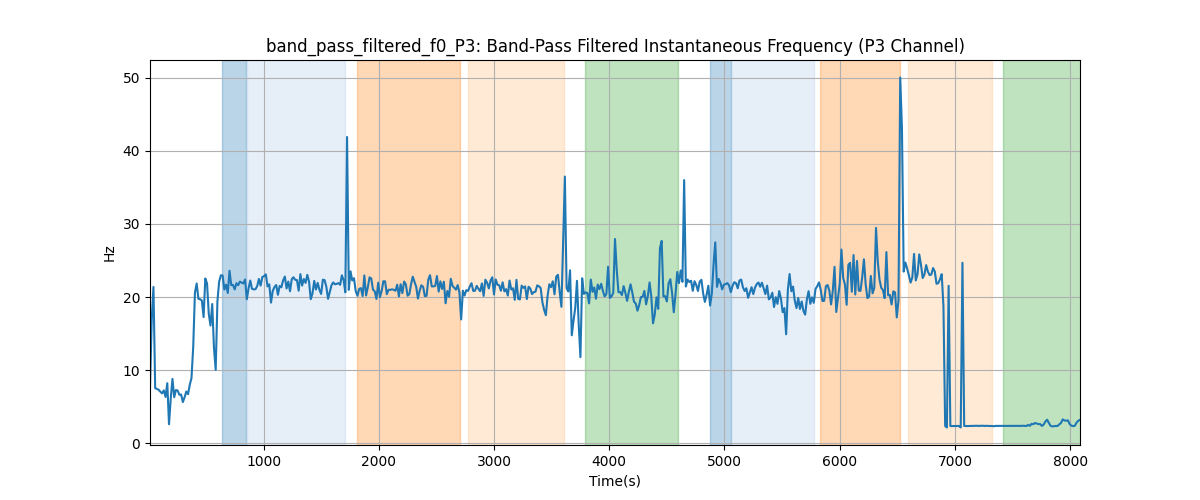 band_pass_filtered_f0_P3: Band-Pass Filtered Instantaneous Frequency (P3 Channel)
50
40
30
20
10
0
Hz
1000 2000 3000 4000 5000 6000 7000 8000
Time(s)